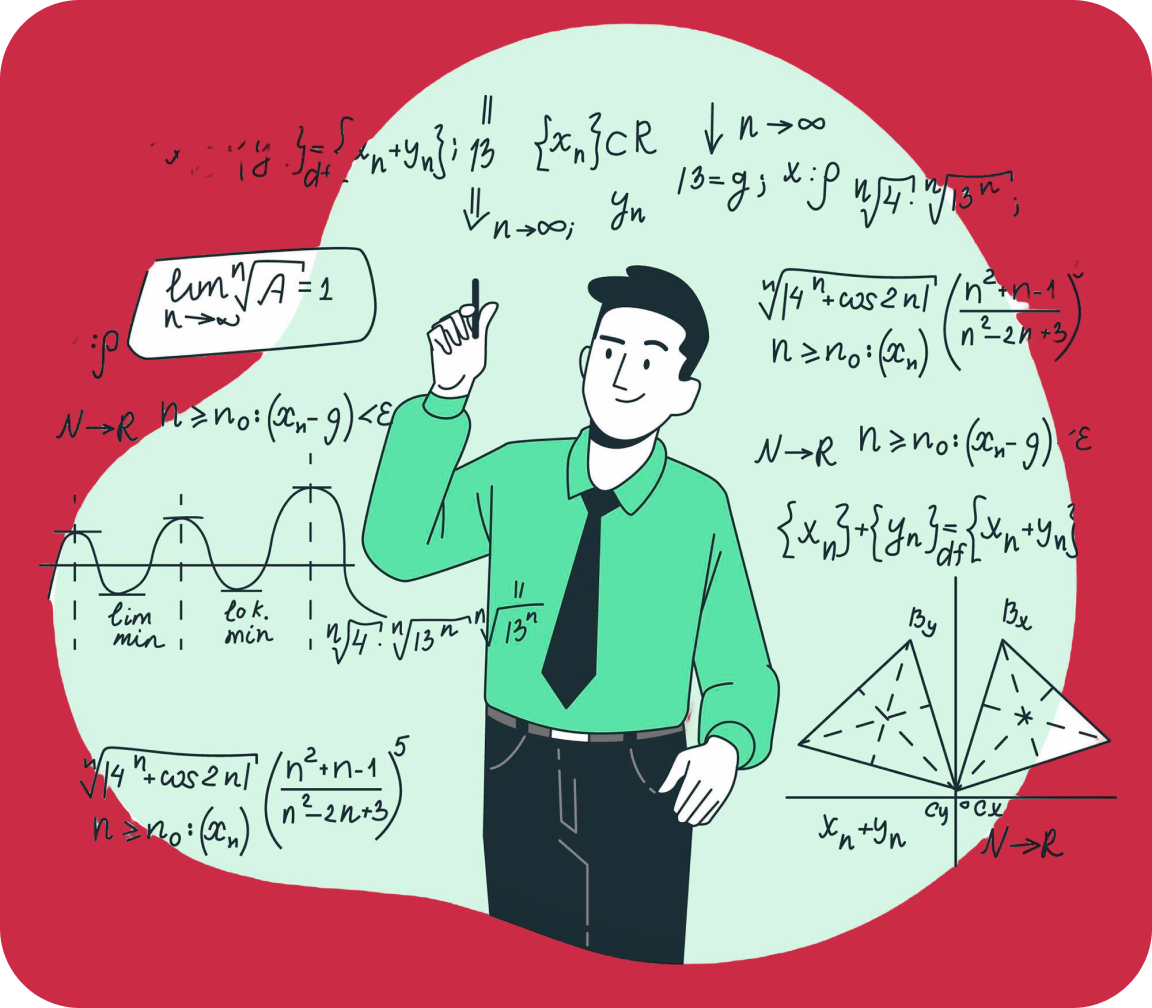 }=df {xn+yn}; 13
||
{xn}⊂R
↓ n→∞
⇓ n→∞;
yn
13=g; x:ρ ⁿ√4· ⁿ√13ⁿ;
lim ⁿ√A = 1
n→∞
:ρ
N→R n≥n₀:(xn-g)<ε
ⁿ√|4ⁿ+cos2n| (n²+n-1 / n²-2n+3)
n≥n₀:(xn)
N→R n≥n₀:(xn-g) ε
{xn}+{yn}=df {xn+yn}
lim min
lok. min
ⁿ√4· ⁿ√13ⁿ ⁿ√13ⁿ
||
By Bx
Cy Cx
xn+yn N→R
ⁿ√|4ⁿ+cos2n| (n²+n-1 / n²-2n+3)⁵
n≥n₀:(xn)